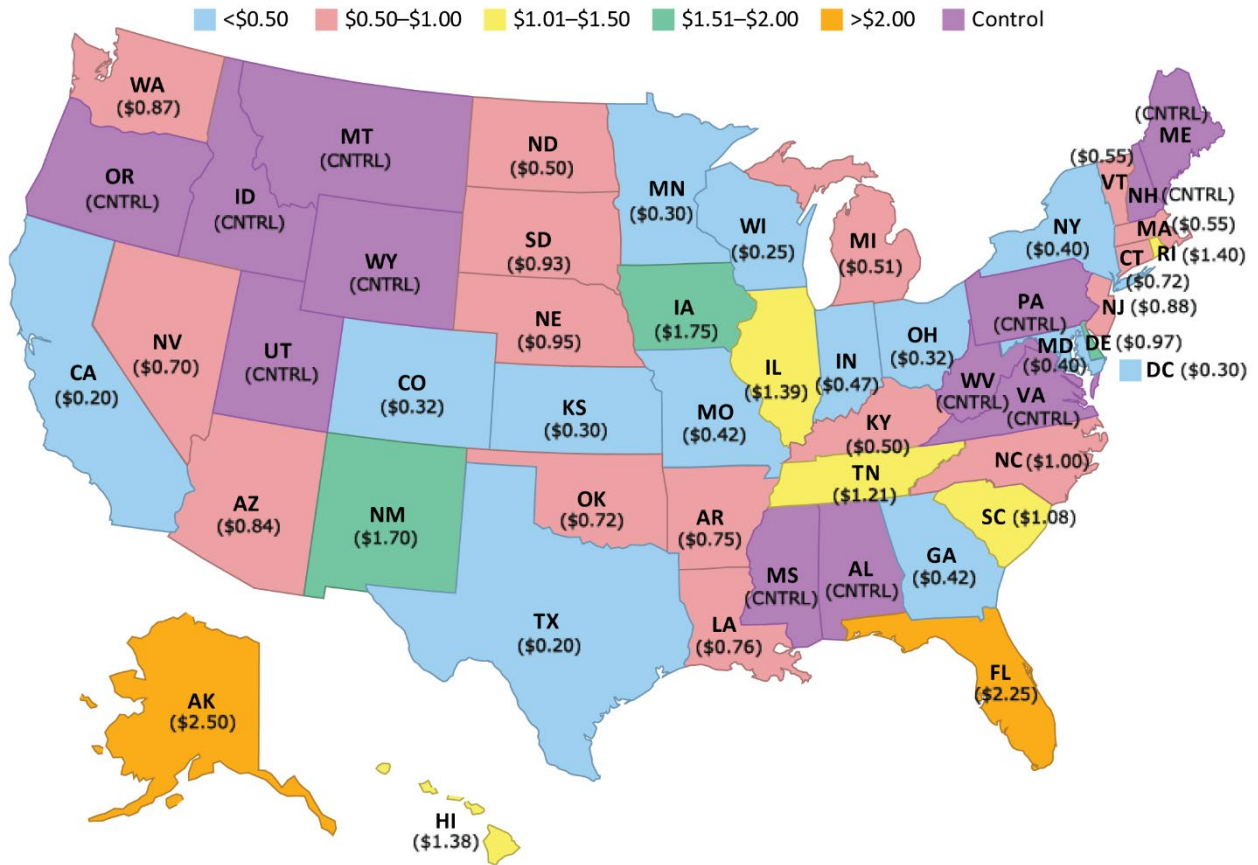 <$0.50 $0.50–$1.00 $1.01–$1.50 $1.51–$2.00 >$2.00 Control
WA
($0.87)
OR
(CNTRL)
ID
(CNTRL)
MT
(CNTRL)
WY
(CNTRL)
ND
($0.50)
SD
($0.93)
NE
($0.95)
MN
($0.30)
WI
($0.25)
MI
($0.51)
IA
($1.75)
IL
($1.39)
IN
($0.47)
OH
($0.32)
NY
($0.40)
(CNTRL)
ME
($0.55)
VT
NH (CNTRL)
MA ($0.55)
RI ($1.40)
CT
($0.72)
PA
(CNTRL)
NJ ($0.88)
DE ($0.97)
MD
($0.40)
DC ($0.30)
WV
(CNTRL)
VA
(CNTRL)
CA
($0.20)
NV
($0.70)
UT
(CNTRL)
CO
($0.32)
KS
($0.30)
MO
($0.42)
KY
($0.50)
TN
($1.21)
NC ($1.00)
SC ($1.08)
AZ
($0.84)
NM
($1.70)
OK
($0.72)
AR
($0.75)
MS
(CNTRL)
AL
(CNTRL)
GA
($0.42)
TX
($0.20)
LA
($0.76)
FL
($2.25)
AK
($2.50)
HI
($1.38)